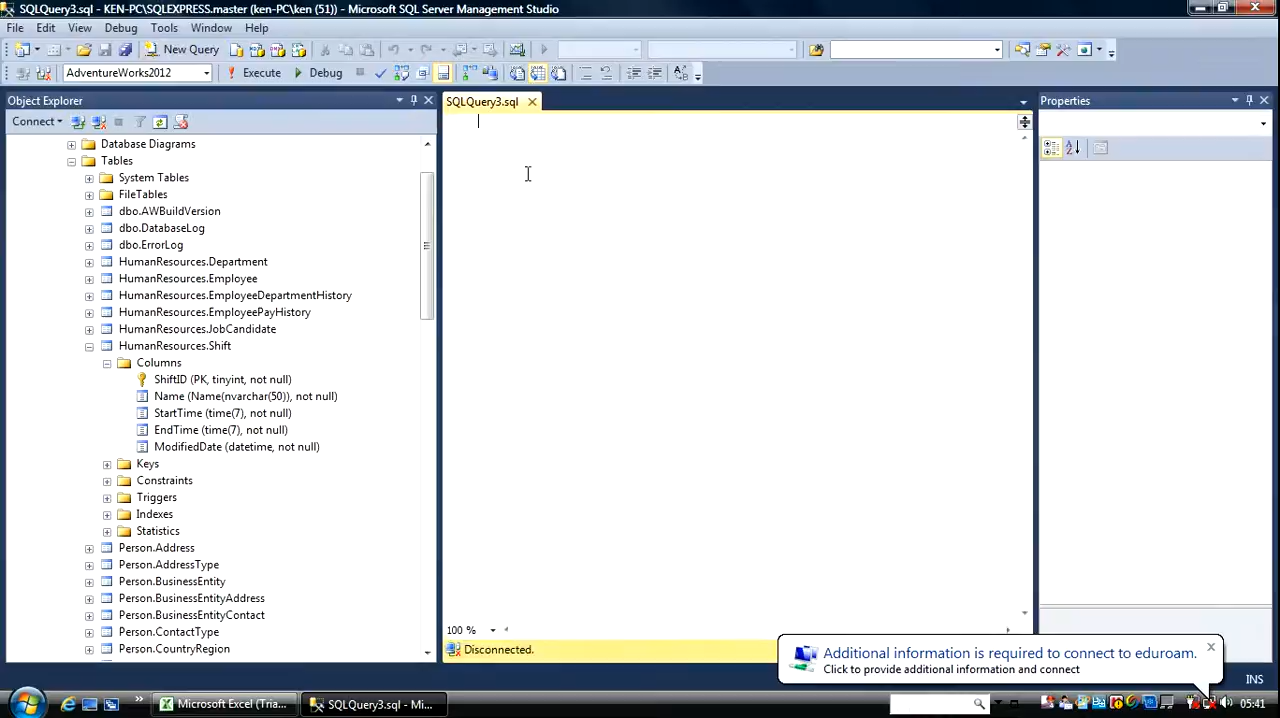 SQLQuery3.sql - KEN-PC\SQLEXPRESS.master (ken-PC\ken (51)) - Microsoft SQL Server Management Studio
File Edit View Debug Tools Window Help
New Query
AdventureWorks2012 Execute Debug
Object Explorer
Connect
Database Diagrams
Tables
System Tables
FileTables
dbo.AWBuildVersion
dbo.DatabaseLog
dbo.ErrorLog
HumanResources.Department
HumanResources.Employee
HumanResources.EmployeeDepartmentHistory
HumanResources.EmployeePayHistory
HumanResources.JobCandidate
HumanResources.Shift
Columns
ShiftID (PK, tinyint, not null)
Name (Name(nvarchar(50)), not null)
StartTime (time(7), not null)
EndTime (time(7), not null)
ModifiedDate (datetime, not null)
Keys
Constraints
Triggers
Indexes
Statistics
Person.Address
Person.AddressType
Person.BusinessEntity
Person.BusinessEntityAddress
Person.BusinessEntityContact
Person.ContactType
Person.CountryRegion
SQLQuery3.sql
100 %
Disconnected.
Properties
Additional information is required to connect to eduroam.
Click to provide additional information and connect
INS
Microsoft Excel (Tria...
SQLQuery3.sql - Mi...
05:41